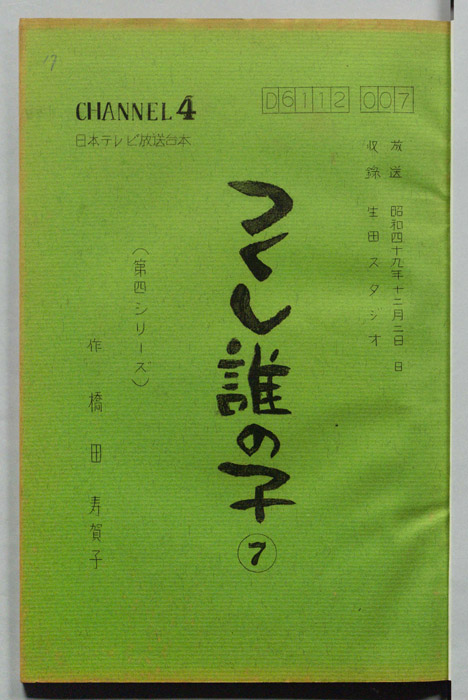 17
CHANNEL 4
D6112 007
日本テレビ放送台本
放送 昭和四十九年十二月二日 日
収録 生田スタジオ
つくし誰の子
⑦
（第四シリーズ）
作 橋田寿賀子